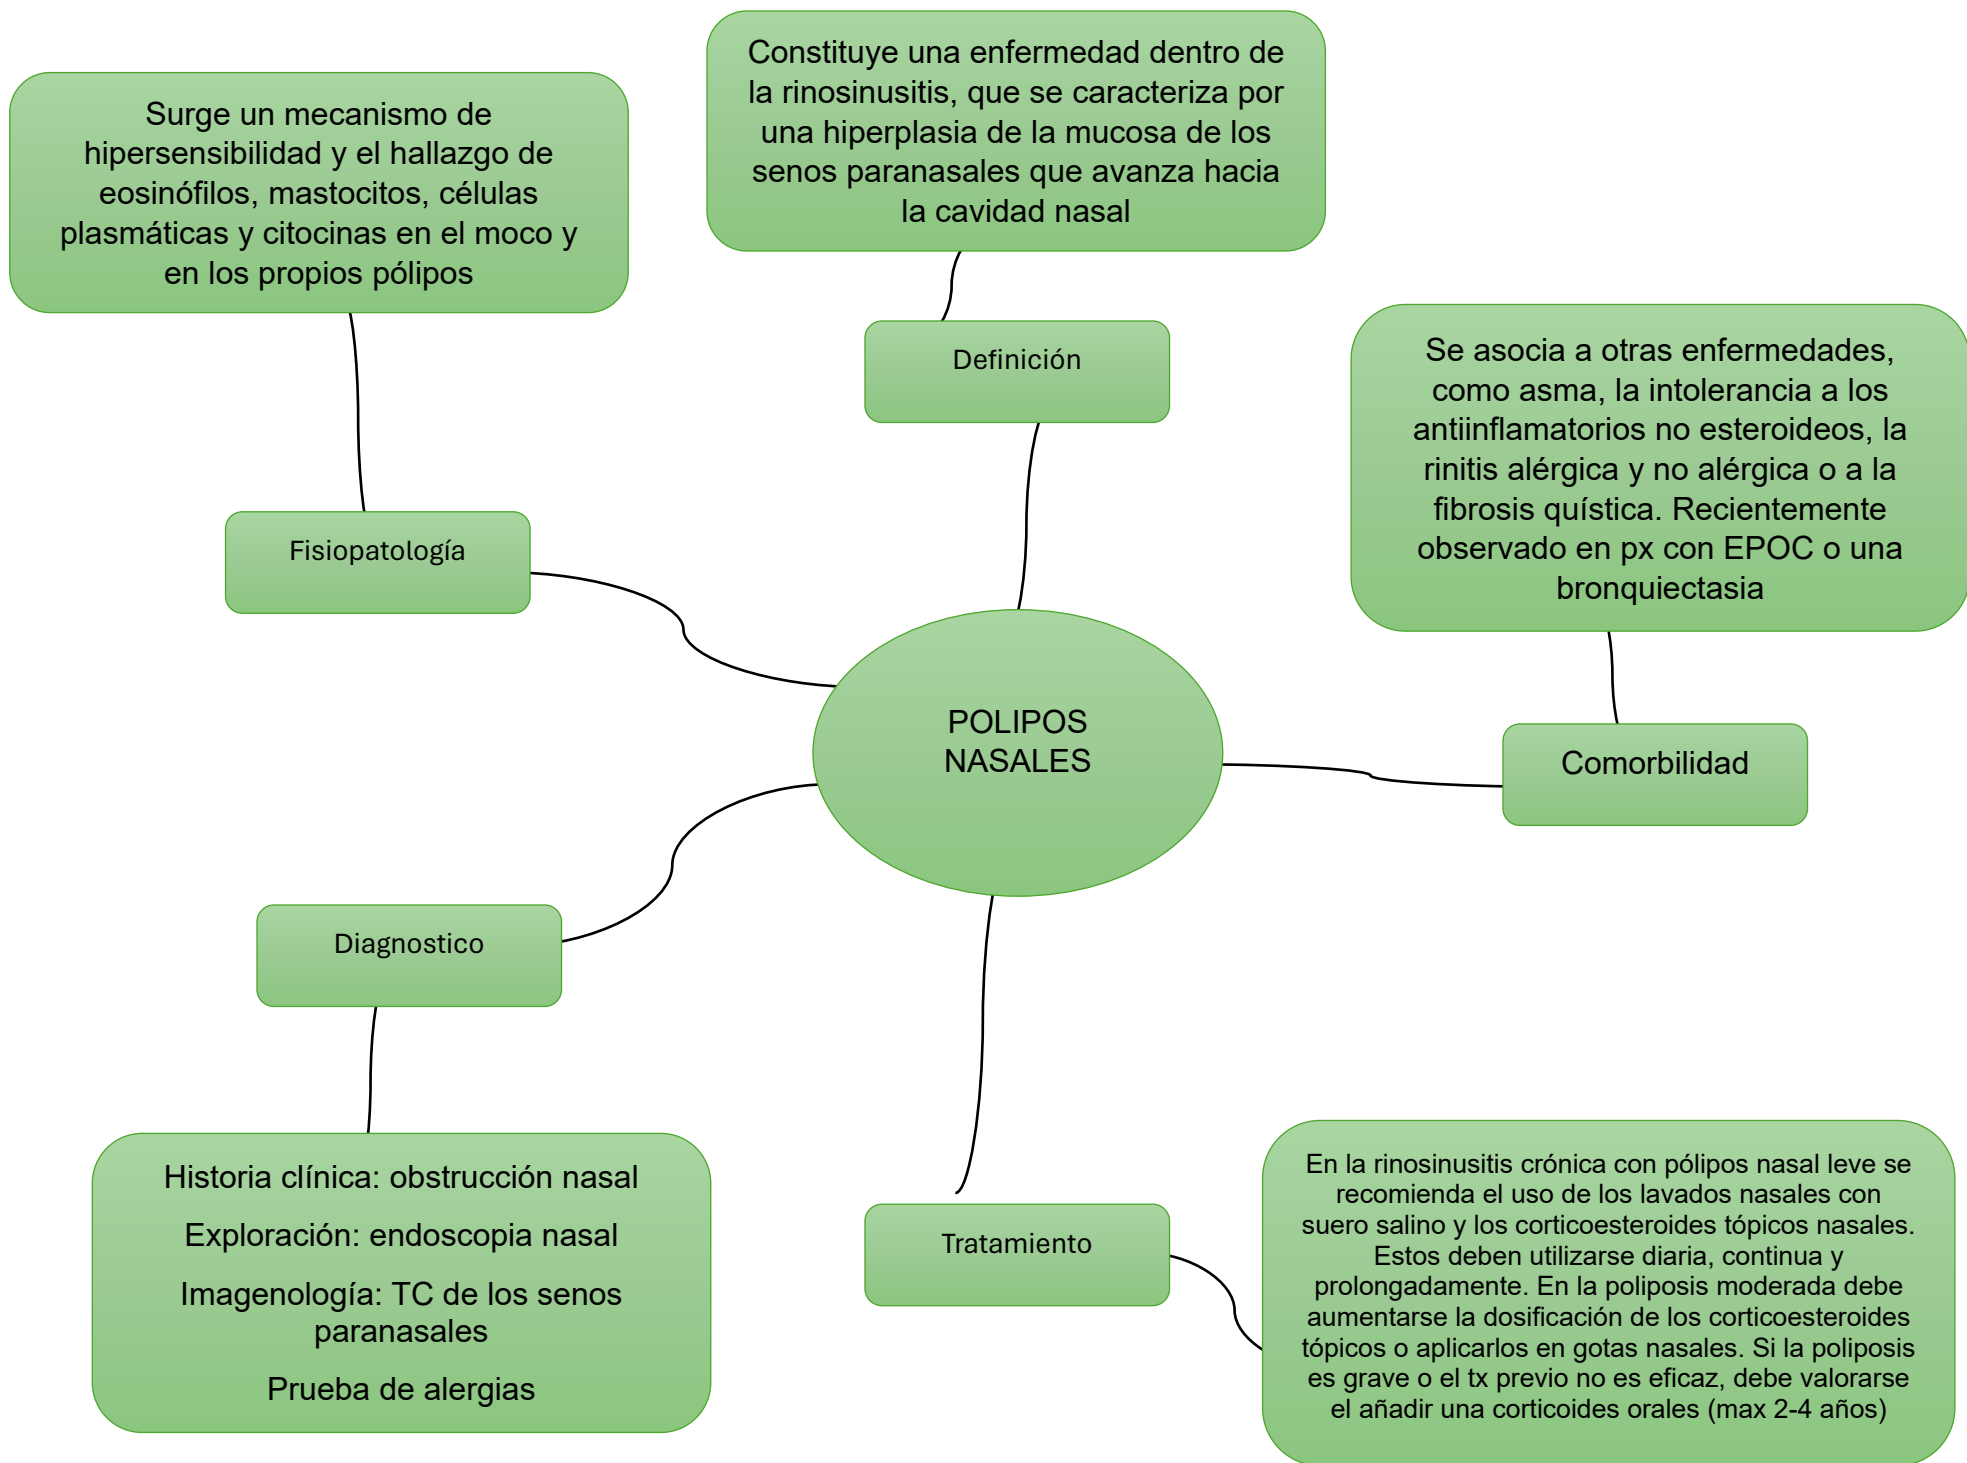 Constituye una enfermedad dentro de
la rinosinusitis, que se caracteriza por
una hiperplasia de la mucosa de los
senos paranasales que avanza hacia
la cavidad nasal
Surge un mecanismo de
hipersensibilidad y el hallazgo de
eosinófilos, mastocitos, células
plasmáticas y citocinas en el moco y
en los propios pólipos
Definición
Se asocia a otras enfermedades,
como asma, la intolerancia a los
antiinflamatorios no esteroideos, la
rinitis alérgica y no alérgica o a la
fibrosis quística. Recientemente
observado en px con EPOC o una
bronquiectasia
Fisiopatología
POLIPOS
NASALES
Comorbilidad
Diagnostico
Historia clínica: obstrucción nasal
Exploración: endoscopia nasal
Imagenología: TC de los senos
paranasales
Prueba de alergias
Tratamiento
En la rinosinusitis crónica con pólipos nasal leve se
recomienda el uso de los lavados nasales con
suero salino y los corticoesteroides tópicos nasales.
Estos deben utilizarse diaria, continua y
prolongadamente. En la poliposis moderada debe
aumentarse la dosificación de los corticoesteroides
tópicos o aplicarlos en gotas nasales. Si la poliposis
es grave o el tx previo no es eficaz, debe valorarse
el añadir una corticoides orales (max 2-4 años)